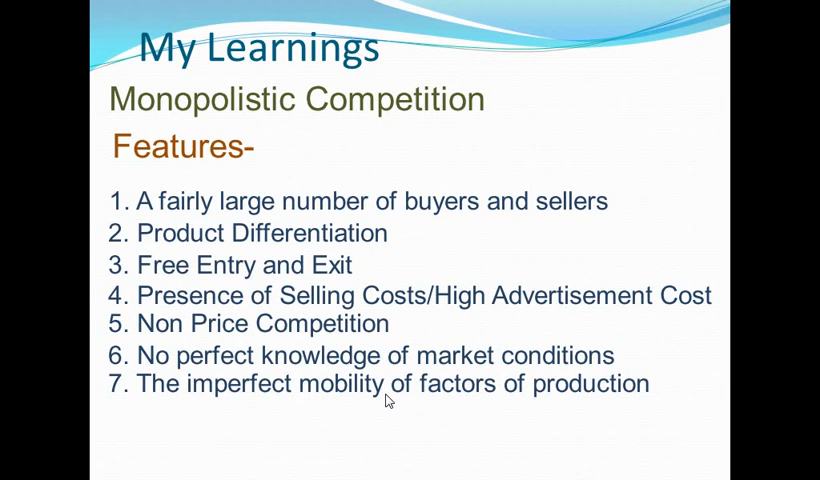 My Learnings
Monopolistic Competition
Features-
1. A fairly large number of buyers and sellers
2. Product Differentiation
3. Free Entry and Exit
4. Presence of Selling Costs/High Advertisement Cost
5. Non Price Competition
6. No perfect knowledge of market conditions
7. The imperfect mobility of factors of production